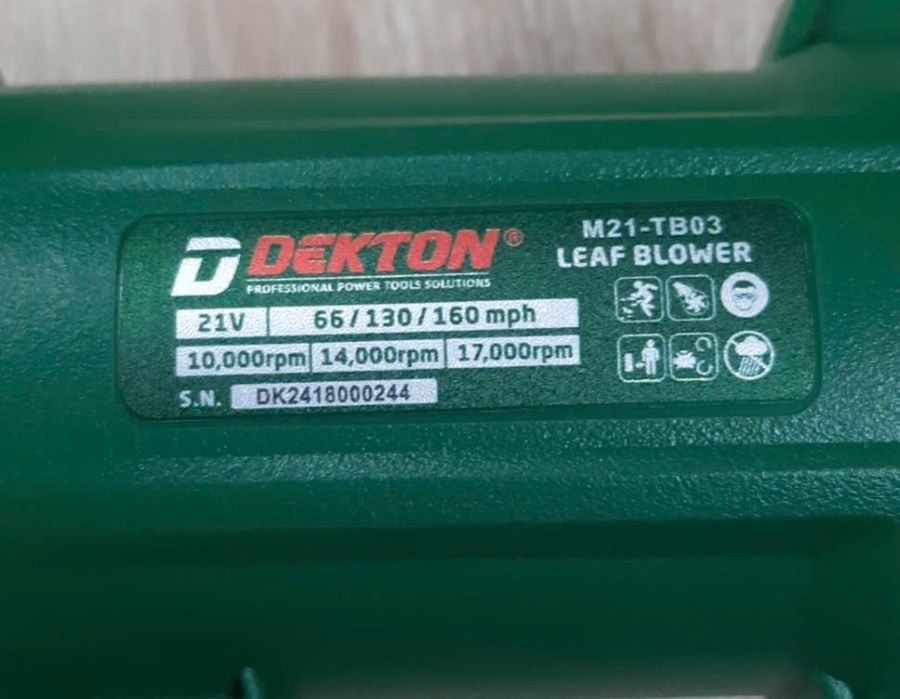 DEKTON®
PROFESSIONAL POWER TOOLS SOLUTIONS
M21-TB03
LEAF BLOWER
21V 66/130/160 mph
10,000rpm 14,000rpm 17,000rpm
S.N. DK2418000244